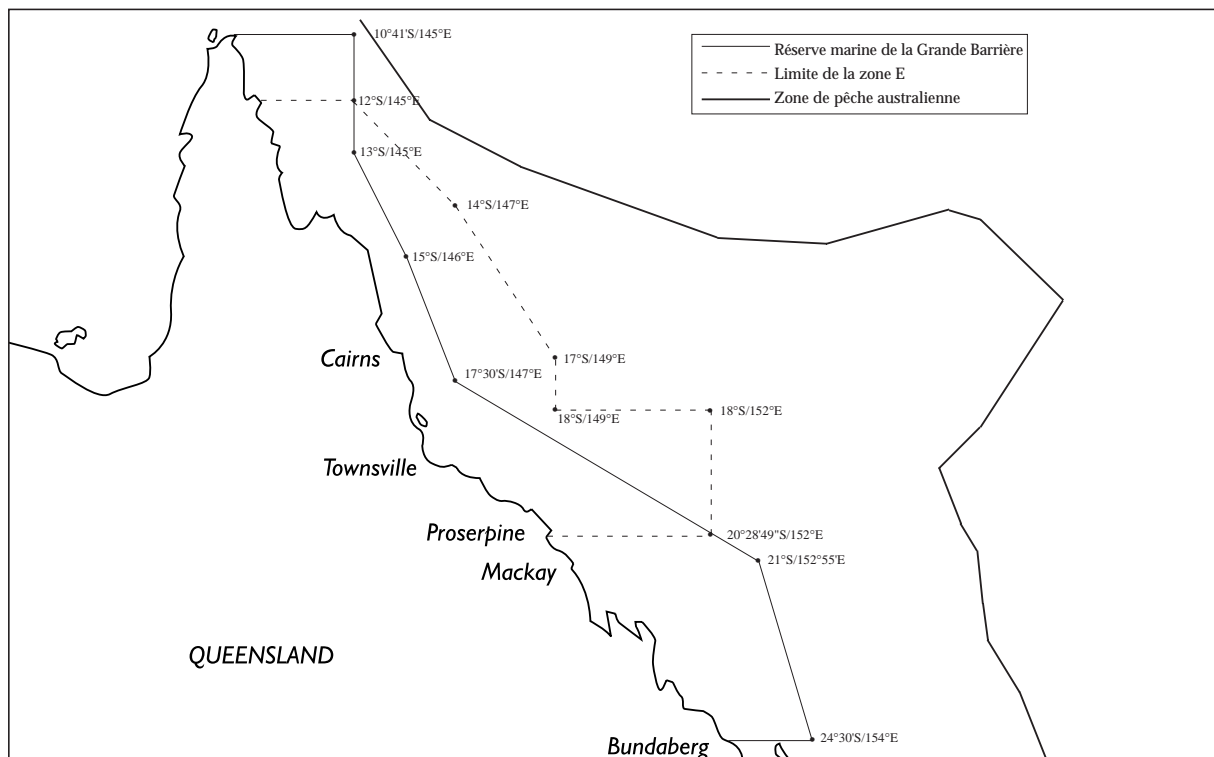 10°41'S/145°E
Réserve marine de la Grande Barrière
Limite de la zone E
Zone de pêche australienne
12°S/145°E
13°S/145°E
14°S/147°E
15°S/146°E
Cairns
17°S/149°E
17°30'S/147°E
18°S/149°E
18°S/152°E
Townsville
Proserpine
20°28'49"S/152°E
Mackay
21°S/152°55'E
QUEENSLAND
Bundaberg
24°30'S/154°E